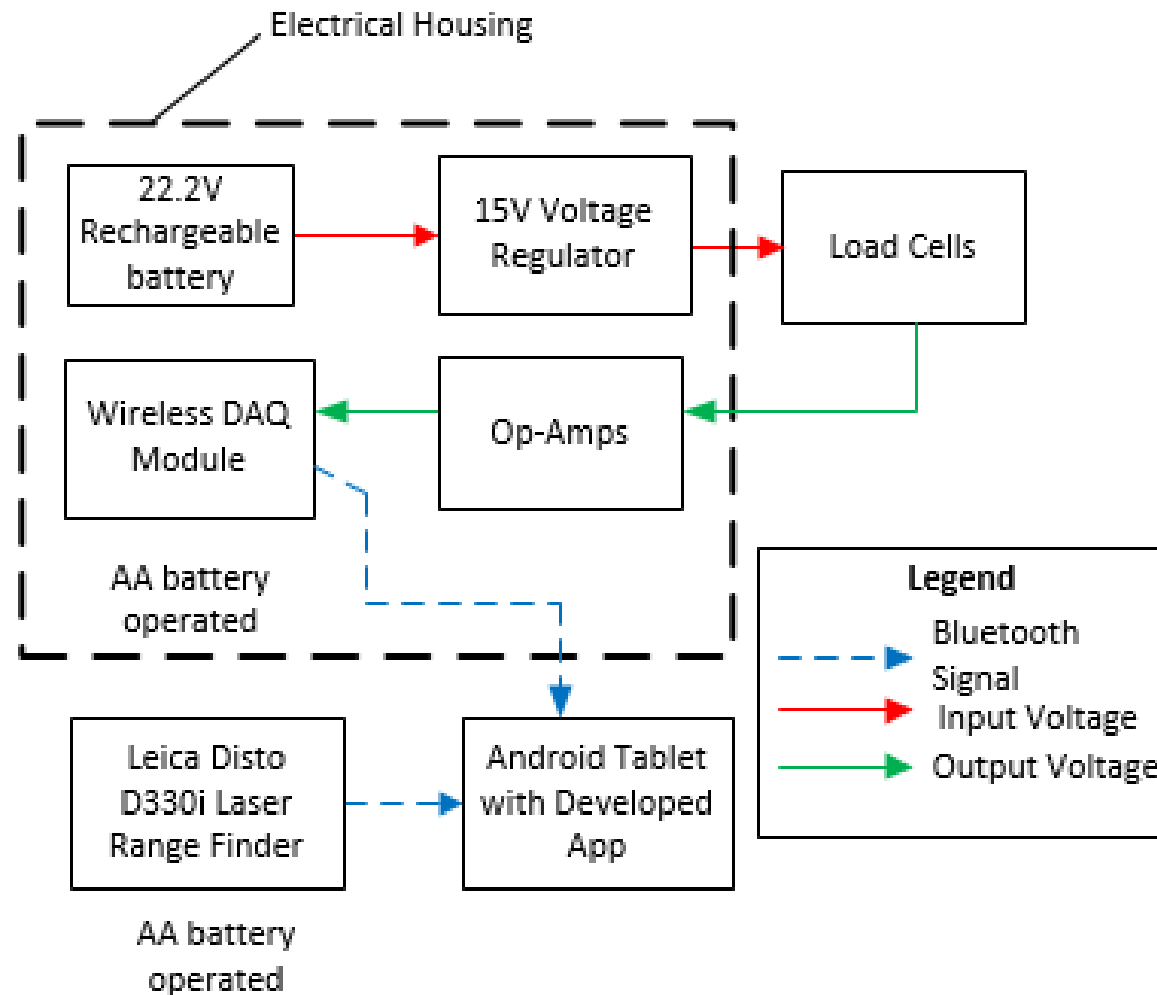 Electrical Housing
22.2V
Rechargeable
battery
15V Voltage
Regulator
Load Cells
Wireless DAQ
Module
Op-Amps
AA battery
operated
Legend
Bluetooth
Signal
Input Voltage
Output Voltage
Leica Disto
D330i Laser
Range Finder
Android Tablet
with Developed
App
AA battery
operated